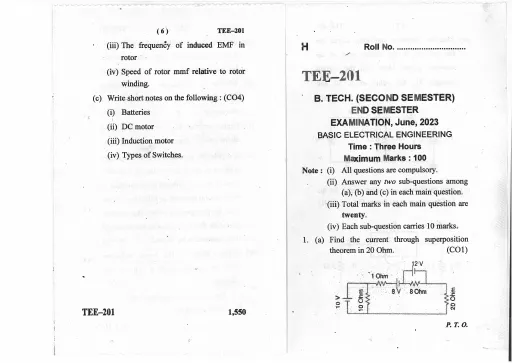 ( 6 ) TEE–201
(iii) The frequency of induced EMF in
rotor
(iv) Speed of rotor mmf relative to rotor
winding.
(c) Write short notes on the following : (CO4)
(i) Batteries
(ii) DC motor
(iii) Induction motor
(iv) Types of Switches.
TEE–201 1,550
H Roll No. ..............................
TEE–201
B. TECH. (SECOND SEMESTER)
END SEMESTER
EXAMINATION, June, 2023
BASIC ELECTRICAL ENGINEERING
Time : Three Hours
Maximum Marks : 100
Note : (i) All questions are compulsory.
(ii) Answer any two sub-questions among
(a), (b) and (c) in each main question.
(iii) Total marks in each main question are
twenty.
(iv) Each sub-question carries 10 marks.
1. (a) Find the current through superposition
theorem in 20 Ohm. (CO1)
12 V
1 Ohm
8 V 8 Ohm
10 V
10 Ohm
20 Ohm
P. T. O.